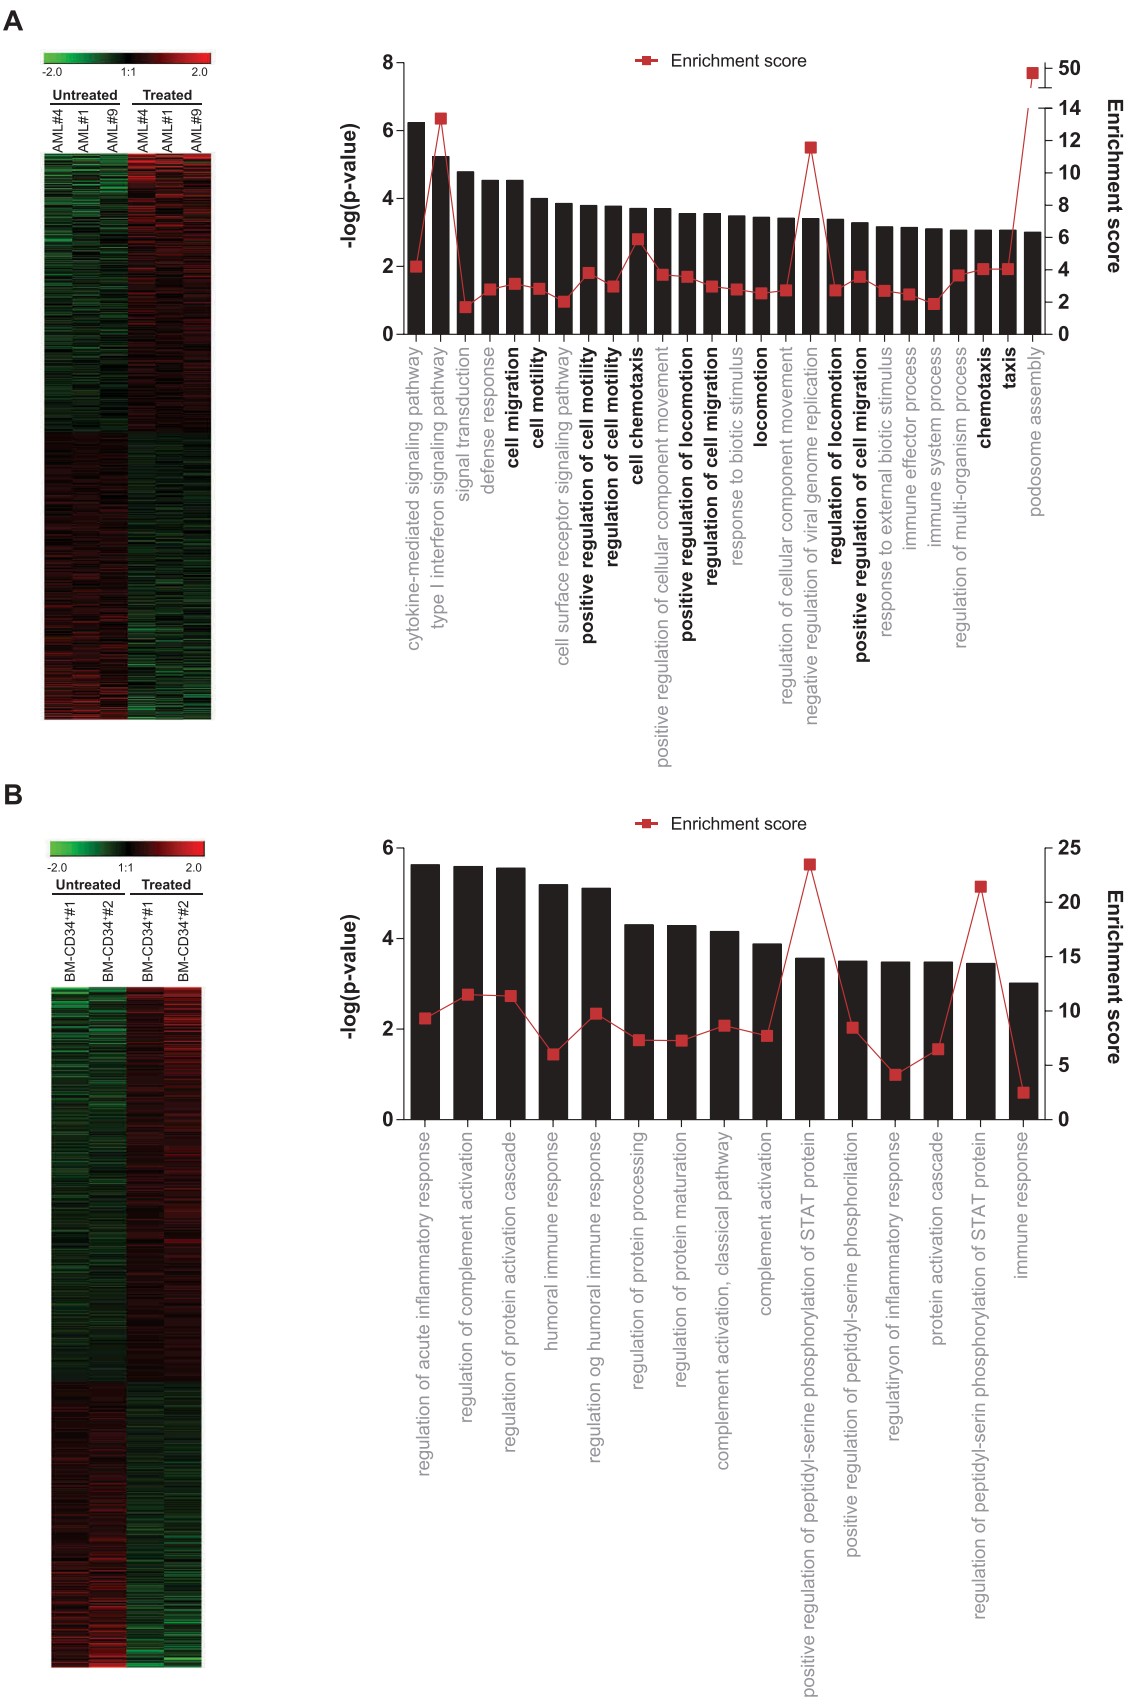 A
-2.0 1:1 2.0
Untreated Treated
AML#4 AML#1 AML#9 AML#4 AML#1 AML#9
Enrichment score
-log(p-value)
8
6
4
2
0
50
14
12
10
8
6
4
2
0
Enrichment score
cytokine-mediated signaling pathway
type I interferon signaling pathway
signal transduction
defense response
cell migration
cell motility
cell surface receptor signaling pathway
positive regulation of cell motility
regulation of cell motility
cell chemotaxis
positive regulation of cellular component movement
positive regulation of locomotion
regulation of cell migration
response to biotic stimulus
locomotion
regulation of cellular component movement
negative regulation of viral genome replication
regulation of locomotion
positive regulation of cell migration
response to external biotic stimulus
immune effector process
immune system process
regulation of multi-organism process
chemotaxis
taxis
podosome assembly
B
-2.0 1:1 2.0
Untreated Treated
BM-CD34+#1 BM-CD34+#2 BM-CD34+#1 BM-CD34+#2
Enrichment score
-log(p-value)
6
4
2
0
25
20
15
10
5
0
Enrichment score
regulation of acute inflammatory response
regulation of complement activation
regulation of protein activation cascade
humoral immune response
regulation og humoral immune response
regulation of protein processing
regulation of protein maturation
complement activation, classical pathway
complement activation
positive regulation of peptidyl-serine phosphorylation of STAT protein
positive regulation of peptidyl-serine phosphorilation
regulatiryon of inflammatory response
protein activation cascade
regulation of peptidyl-serin phosphorylation of STAT protein
immune response